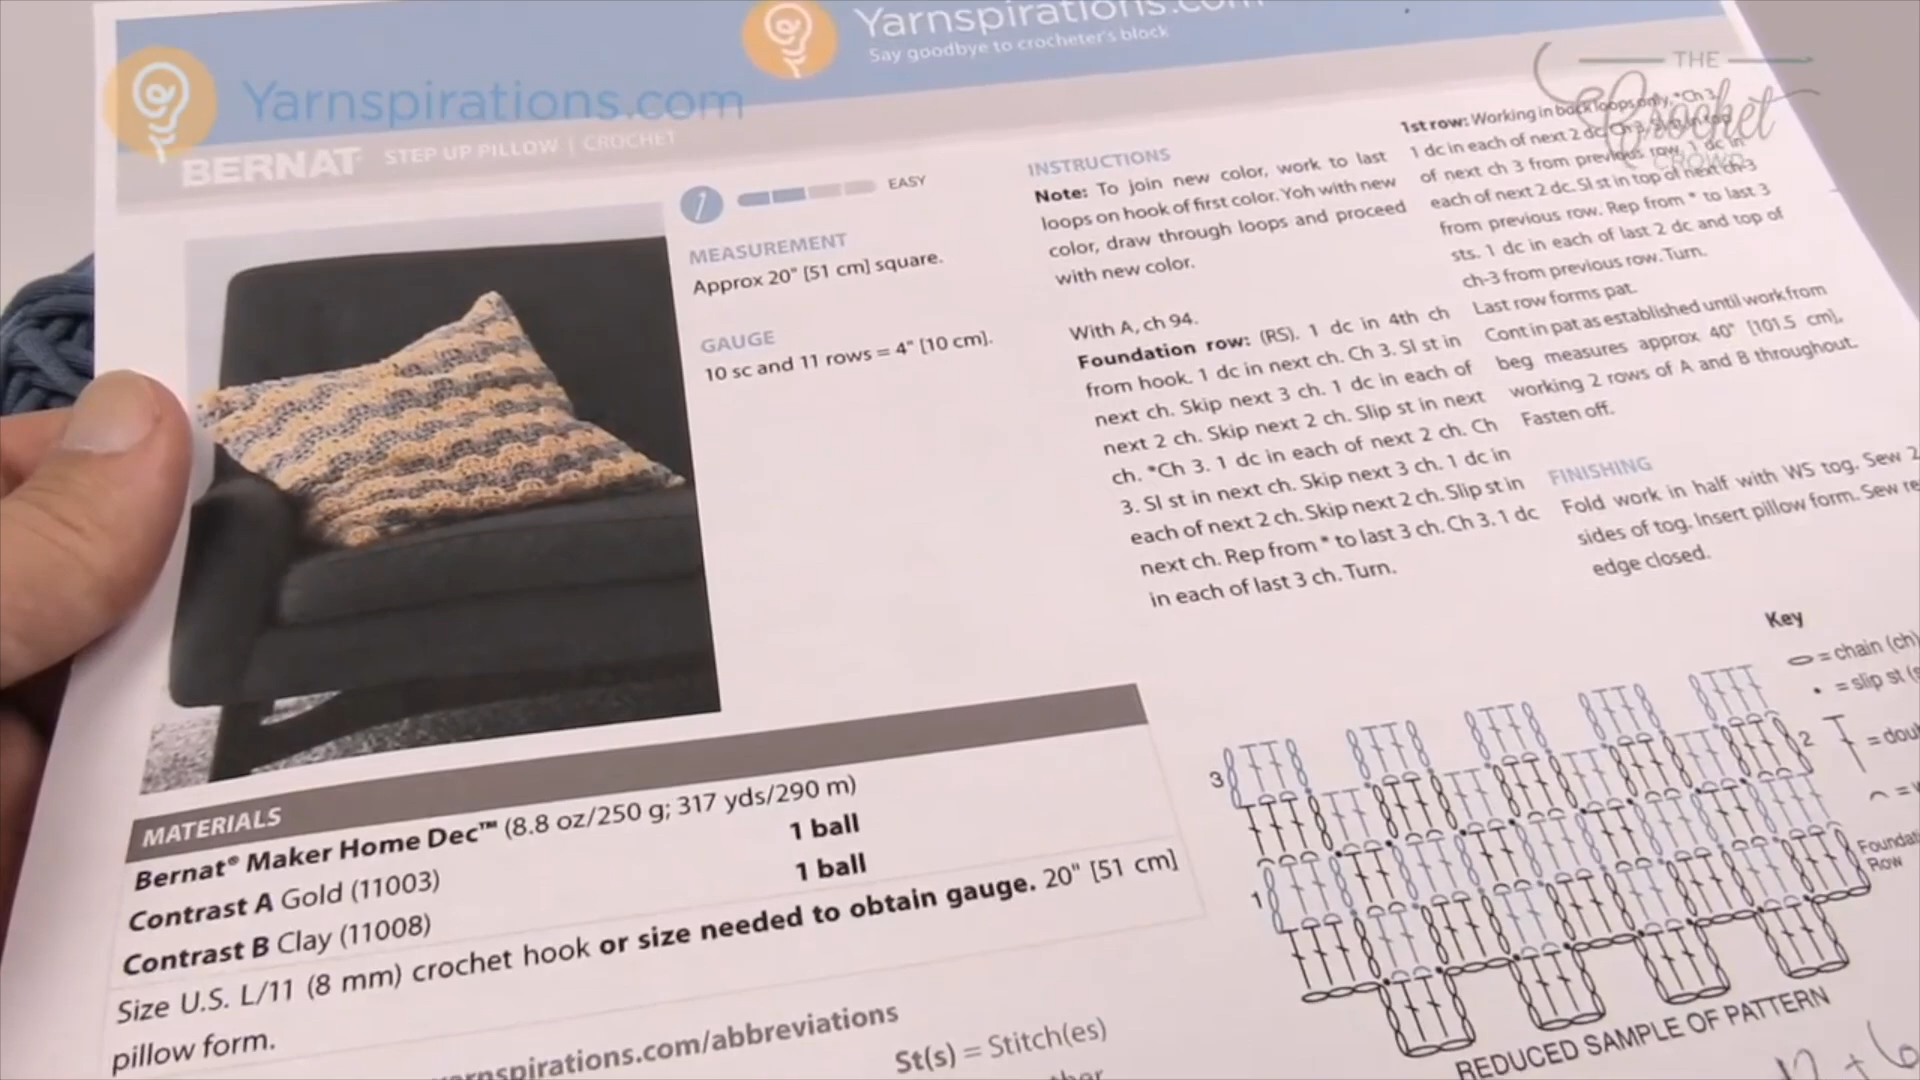 Yarnspirations.com
Say goodbye to crocheter's block
Yarnspirations.com
BERNAT STEP UP PILLOW | CROCHET
THE
Crochet
CROWD
EASY
MEASUREMENT
Approx 20" [51 cm] square.
GAUGE
10 sc and 11 rows = 4" [10 cm].
INSTRUCTIONS
Note: To join new color, work to last
loops on hook of first color. Yoh with new
color, draw through loops and proceed
with new color.
With A, ch 94.
Foundation row: (RS). 1 dc in 4th ch
from hook. 1 dc in next ch. Ch 3. Sl st in
next ch. Skip next 3 ch. 1 dc in each of
next 2 ch. Skip next 2 ch. Slip st in next
ch. *Ch 3. 1 dc in each of next 2 ch. Ch
3. Sl st in next ch. Skip next 3 ch. 1 dc in
each of next 2 ch. Skip next 2 ch. Slip st in
next ch. Rep from * to last 3 ch. Ch 3. 1 dc
in each of last 3 ch. Turn.
1st row: Working in back loops only, *Ch 3.
1 dc in each of next 2 dc. Ch 3. Sl st in top
of next ch 3 from previous row. 1 dc in
each of next 2 dc. Sl st in top of next ch-3
from previous row. Rep from * to last 3
sts. 1 dc in each of last 2 dc and top of
ch-3 from previous row. Turn.
Last row forms pat.
Cont in pat as established until work from
beg measures approx 40" [101.5 cm],
working 2 rows of A and B throughout.
Fasten off.
FINISHING
Fold work in half with WS tog. Sew 2
sides of tog. Insert pillow form. Sew
edge closed.
MATERIALS
Bernat® Maker Home Dec™ (8.8 oz/250 g; 317 yds/290 m)
Contrast A Gold (11003) 1 ball
Contrast B Clay (11008) 1 ball
Size U.S. L/11 (8 mm) crochet hook or size needed to obtain gauge. 20" [51 cm]
pillow form.
St(s) = Stitch(es)
Key
= chain (ch)
= slip st
3
2
1
Row
REDUCED SAMPLE OF PATTERN